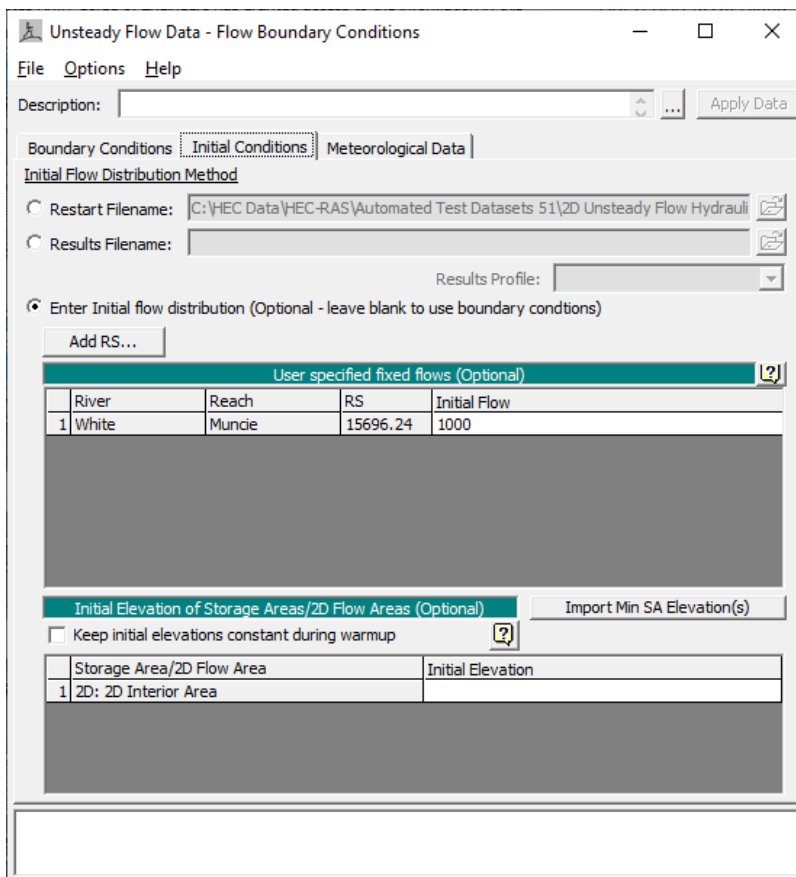 Unsteady Flow Data - Flow Boundary Conditions
File Options Help
Description: ... Apply Data
Boundary Conditions Initial Conditions Meteorological Data
Initial Flow Distribution Method
Restart Filename: C:\HEC Data\HEC-RAS\Automated Test Datasets 51\2D Unsteady Flow Hydrauli
Results Filename:
Results Profile:
Enter Initial flow distribution (Optional - leave blank to use boundary condtions)
Add RS...
User specified fixed flows (Optional) ?
River Reach RS Initial Flow
1 White Muncie 15696.24 1000
Initial Elevation of Storage Areas/2D Flow Areas (Optional) Import Min SA Elevation(s)
Keep initial elevations constant during warmup ?
Storage Area/2D Flow Area Initial Elevation
1 2D: 2D Interior Area